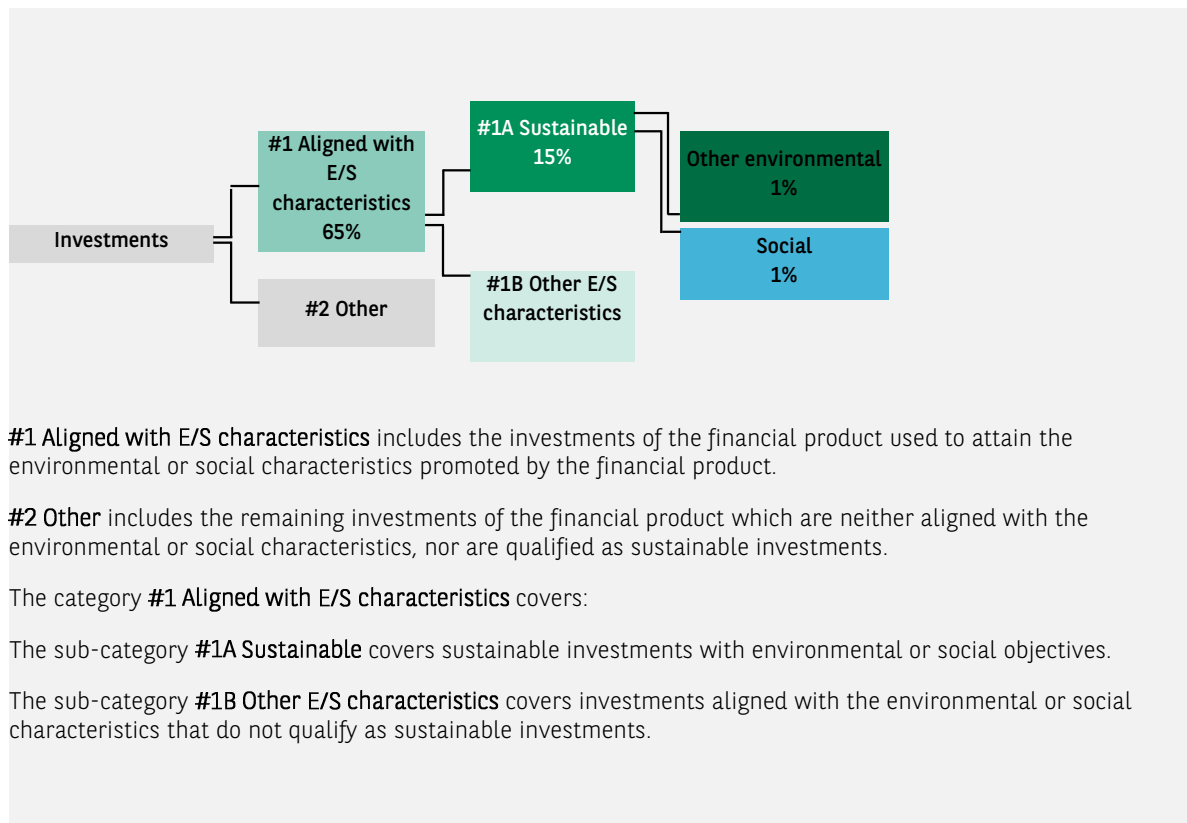 Investments
#1 Aligned with
E/S
characteristics
65%
#2 Other
#1A Sustainable
15%
#1B Other E/S
characteristics
Other environmental
1%
Social
1%
#1 Aligned with E/S characteristics includes the investments of the financial product used to attain the
environmental or social characteristics promoted by the financial product.
#2 Other includes the remaining investments of the financial product which are neither aligned with the
environmental or social characteristics, nor are qualified as sustainable investments.
The category #1 Aligned with E/S characteristics covers:
The sub-category #1A Sustainable covers sustainable investments with environmental or social objectives.
The sub-category #1B Other E/S characteristics covers investments aligned with the environmental or social
characteristics that do not qualify as sustainable investments.